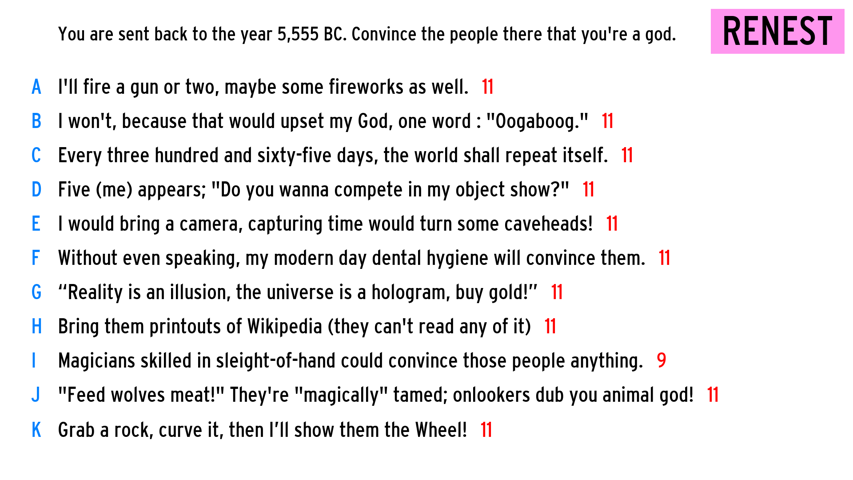 You are sent back to the year 5,555 BC. Convince the people there that you're a god.
RENEST
A I'll fire a gun or two, maybe some fireworks as well. 11
B I won't, because that would upset my God, one word : "Oogaboog." 11
C Every three hundred and sixty-five days, the world shall repeat itself. 11
D Five (me) appears; "Do you wanna compete in my object show?" 11
E I would bring a camera, capturing time would turn some caveheads! 11
F Without even speaking, my modern day dental hygiene will convince them. 11
G “Reality is an illusion, the universe is a hologram, buy gold!” 11
H Bring them printouts of Wikipedia (they can't read any of it) 11
I Magicians skilled in sleight-of-hand could convince those people anything. 9
J "Feed wolves meat!" They're "magically" tamed; onlookers dub you animal god! 11
K Grab a rock, curve it, then I’ll show them the Wheel! 11